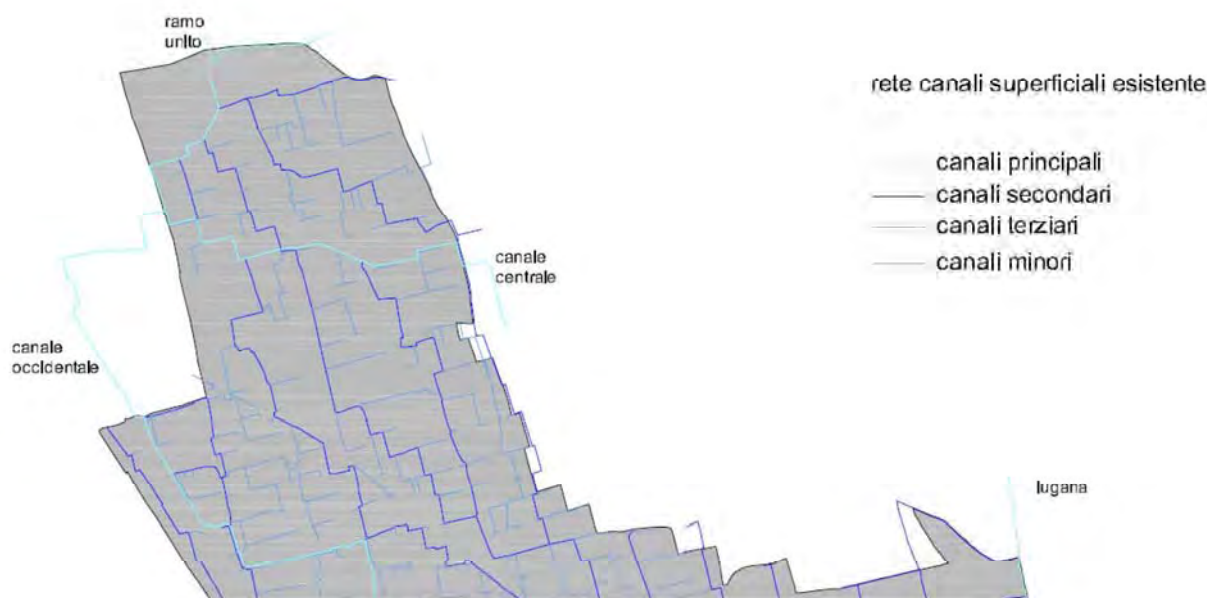 ramo
unito
rete canali superficiali esistente
canali principali
canali secondari
canali terziari
canali minori
canale
centrale
canale
occidentale
lugana